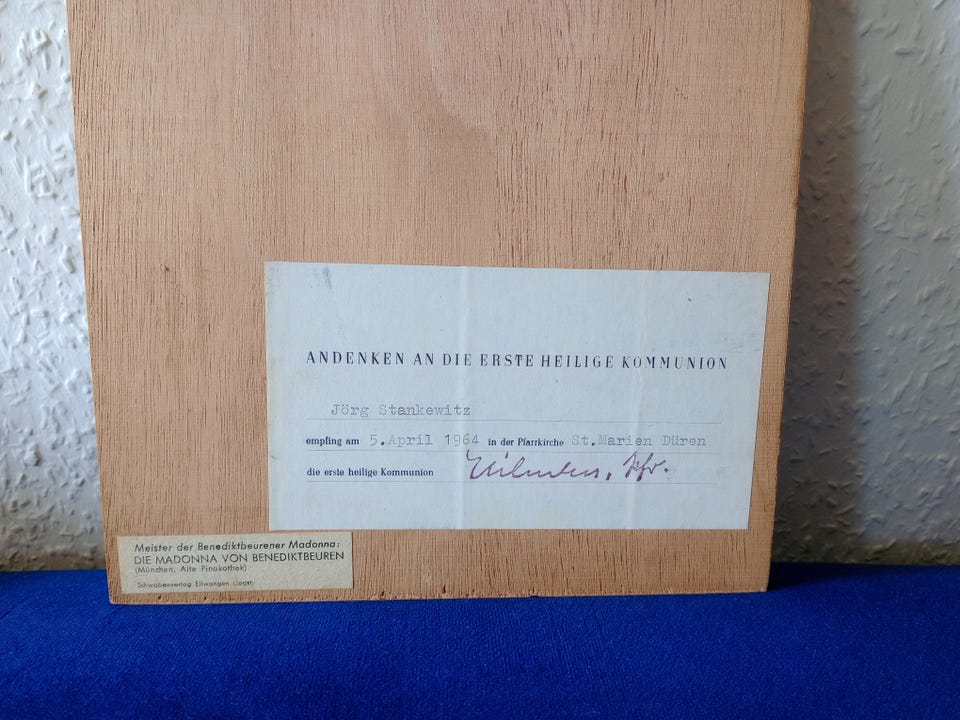 ANDENKEN AN DIE ERSTE HEILIGE KOMMUNION
Jörg Stankewitz
empfing am 5.April 1964 in der Pfarrkirche St.Marien Düren
die erste heilige Kommunion Pfr.
Meister der Benediktbeurener Madonna:
DIE MADONNA VON BENEDIKTBEUREN
(München, Alte Pinakothek)
Schwabenverlag Ellwangen (Jagst)